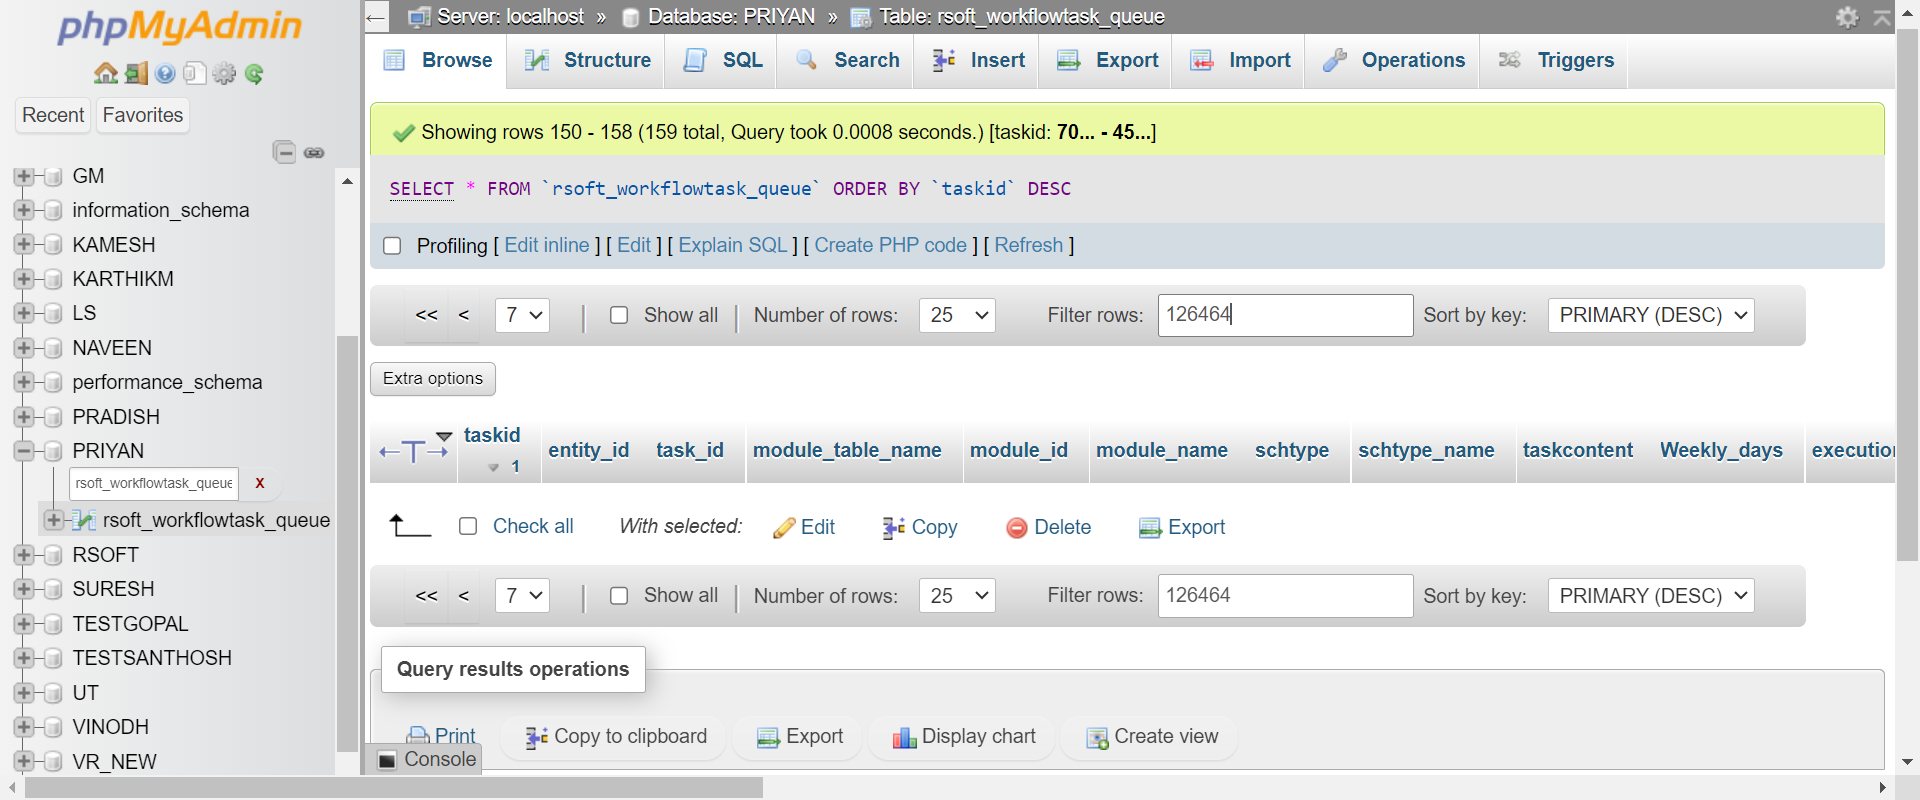 phpMyAdmin
Recent Favorites
GM
information_schema
KAMESH
KARTHIKM
LS
NAVEEN
performance_schema
PRADISH
PRIYAN
rsoft_workflowtask_queue X
rsoft_workflowtask_queue
RSOFT
SURESH
TESTGOPAL
TESTSANTHOSH
UT
VINODH
VR_NEW
Server: localhost » Database: PRIYAN » Table: rsoft_workflowtask_queue
Browse Structure SQL Search Insert Export Import Operations Triggers
Showing rows 150 - 158 (159 total, Query took 0.0008 seconds.) [taskid: 70... - 45...]
SELECT * FROM `rsoft_workflowtask_queue` ORDER BY `taskid` DESC
Profiling [ Edit inline ] [ Edit ] [ Explain SQL ] [ Create PHP code ] [ Refresh ]
<< < 7 | Show all | Number of rows: 25 Filter rows: 126464 Sort by key: PRIMARY (DESC)
Extra options
taskid 1 entity_id task_id module_table_name module_id module_name schtype schtype_name taskcontent Weekly_days execution
Check all With selected: Edit Copy Delete Export
<< < 7 | Show all | Number of rows: 25 Filter rows: 126464 Sort by key: PRIMARY (DESC)
Query results operations
Print Copy to clipboard Export Display chart Create view
Console